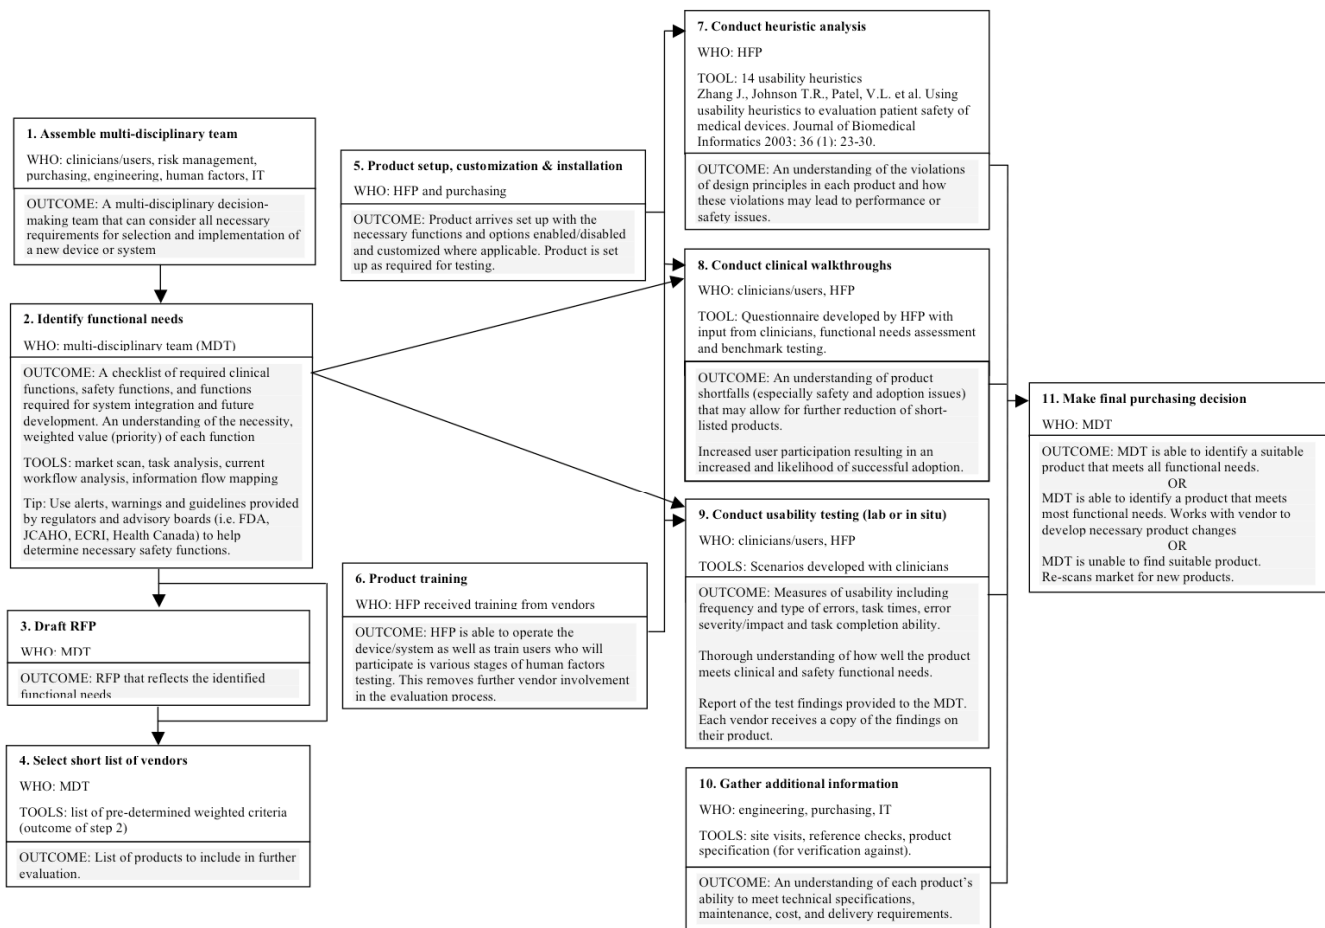 1. Assemble multi-disciplinary team
WHO: clinicians/users, risk management,
purchasing, engineering, human factors, IT
OUTCOME: A multi-disciplinary decision-
making team that can consider all necessary
requirements for selection and implementation of
a new device or system
2. Identify functional needs
WHO: multi-disciplinary team (MDT)
OUTCOME: A checklist of required clinical
functions, safety functions, and functions
required for system integration and future
development. An understanding of the necessity,
weighted value (priority) of each function
TOOLS: market scan, task analysis, current
workflow analysis, information flow mapping
Tip: Use alerts, warnings and guidelines provided
by regulators and advisory boards (i.e. FDA,
JCAHO, ECRI, Health Canada) to help
determine necessary safety functions.
3. Draft RFP
WHO: MDT
OUTCOME: RFP that reflects the identified
functional needs
4. Select short list of vendors
WHO: MDT
TOOLS: list of pre-determined weighted criteria
(outcome of step 2)
OUTCOME: List of products to include in further
evaluation.
5. Product setup, customization & installation
WHO: HFP and purchasing
OUTCOME: Product arrives set up with the
necessary functions and options enabled/disabled
and customized where applicable. Product is set
up as required for testing.
6. Product training
WHO: HFP received training from vendors
OUTCOME: HFP is able to operate the
device/system as well as train users who will
participate is various stages of human factors
testing. This removes further vendor involvement
in the evaluation process.
7. Conduct heuristic analysis
WHO: HFP
TOOL: 14 usability heuristics
Zhang J., Johnson T.R., Patel, V.L. et al. Using
usability heuristics to evaluation patient safety of
medical devices. Journal of Biomedical
Informatics 2003; 36 (1): 23-30.
OUTCOME: An understanding of the violations
of design principles in each product and how
these violations may lead to performance or
safety issues.
8. Conduct clinical walkthroughs
WHO: clinicians/users, HFP
TOOL: Questionnaire developed by HFP with
input from clinicians, functional needs assessment
and benchmark testing.
OUTCOME: An understanding of product
shortfalls (especially safety and adoption issues)
that may allow for further reduction of short-
listed products.
Increased user participation resulting in an
increased and likelihood of successful adoption.
9. Conduct usability testing (lab or in situ)
WHO: clinicians/users, HFP
TOOLS: Scenarios developed with clinicians
OUTCOME: Measures of usability including
frequency and type of errors, task times, error
severity/impact and task completion ability.
Thorough understanding of how well the product
meets clinical and safety functional needs.
Report of the test findings provided to the MDT.
Each vendor receives a copy of the findings on
their product.
10. Gather additional information
WHO: engineering, purchasing, IT
TOOLS: site visits, reference checks, product
specification (for verification against).
OUTCOME: An understanding of each product's
ability to meet technical specifications,
maintenance, cost, and delivery requirements.
11. Make final purchasing decision
WHO: MDT
OUTCOME: MDT is able to identify a suitable
product that meets all functional needs.
OR
MDT is able to identify a product that meets
most functional needs. Works with vendor to
develop necessary product changes
OR
MDT is unable to find suitable product.
Re-scans market for new products.